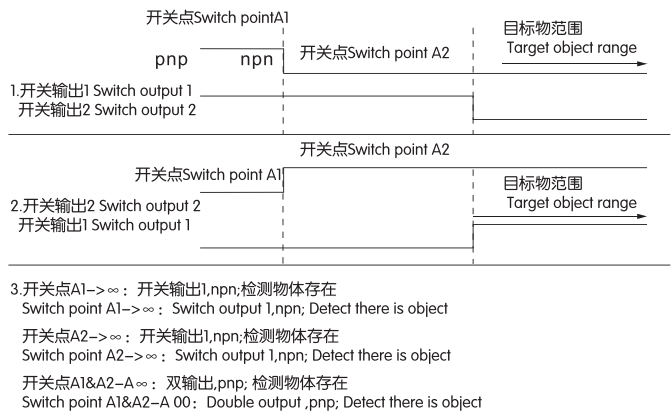 开关点Switch pointA1
目标物范围
pnp npn 开关点Switch point A2 Target object range
1.开关输出1 Switch output 1
开关输出2 Switch output 2
开关点Switch point A2
开关点Switch point A1
目标物范围
2.开关输出2 Switch output 2 Target object range
开关输出1 Switch output 1
3.开关点A1->∞：开关输出1,npn;检测物体存在
Switch point A1->∞：Switch output 1,npn; Detect there is object
开关点A2->∞：开关输出1,npn;检测物体存在
Switch point A2->∞：Switch output 1,npn; Detect there is object
开关点A1&A2-A∞：双输出,pnp; 检测物体存在
Switch point A1&A2-A 00：Double output ,pnp; Detect there is object